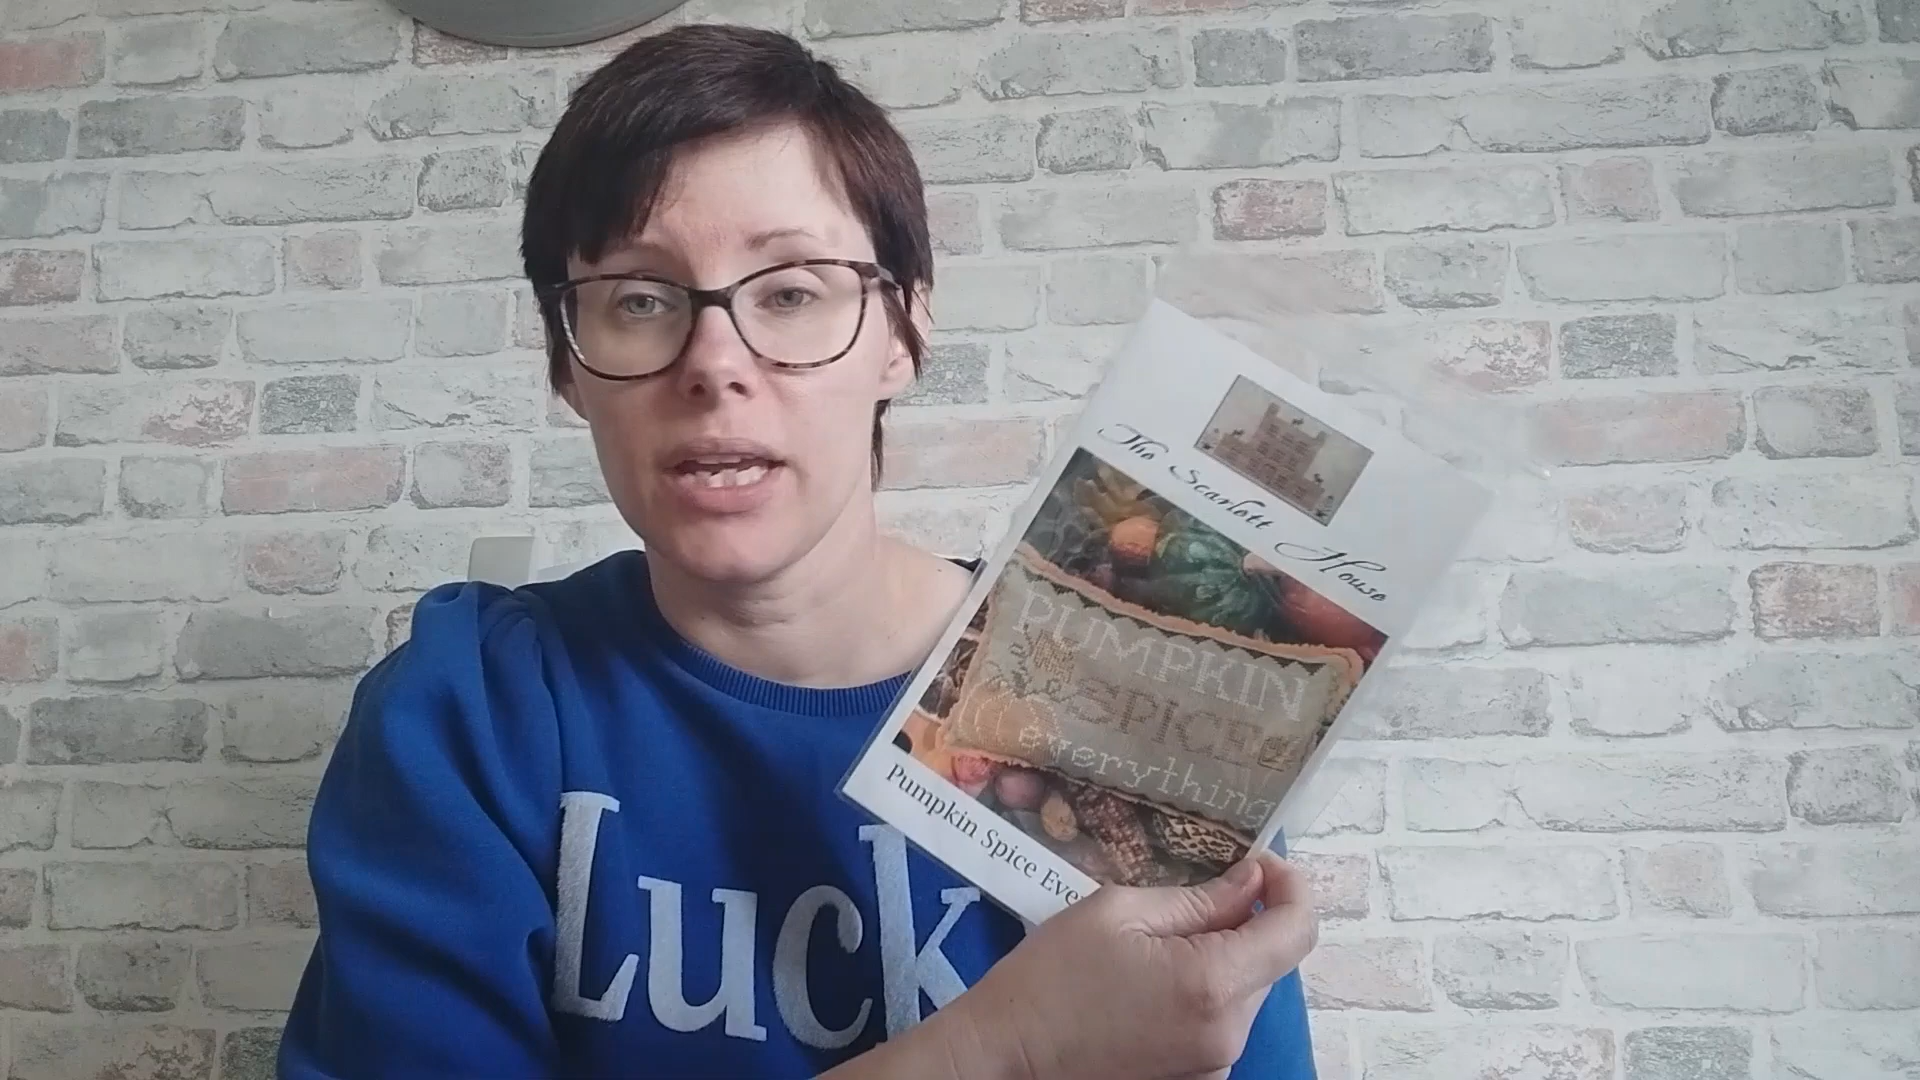 The Scarlett House
PUMPKIN
SPICE
everything
Pumpkin Spice Eve
Luck